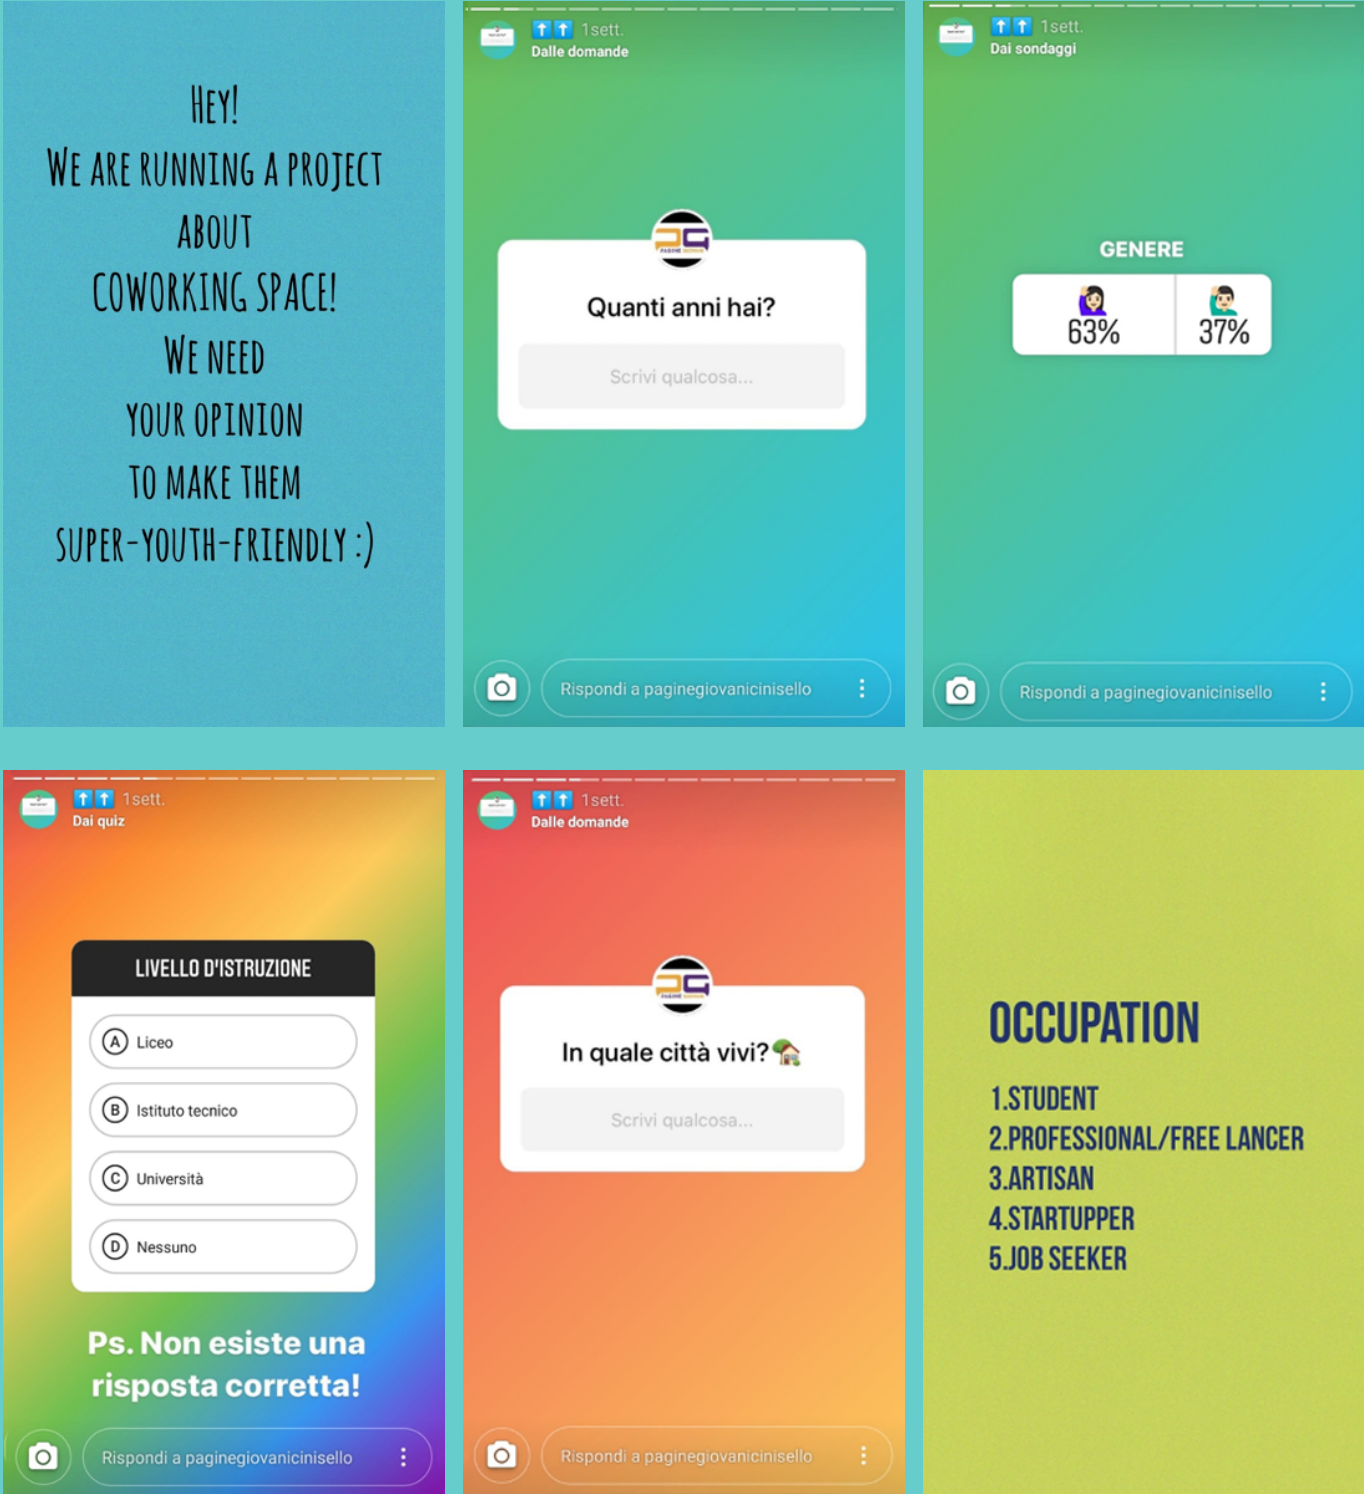 Hey!
We are running a project
about
COWORKING SPACE!
We need
your opinion
to make them
super-youth-friendly :)
1sett.
Dalle domande
PAGINE GIOVANI
Quanti anni hai?
Scrivi qualcosa...
Rispondi a paginegiovanicinisello
1sett.
Dai sondaggi
GENERE
63% 37%
Rispondi a paginegiovanicinisello
1sett.
Dai quiz
LIVELLO D'ISTRUZIONE
A Liceo
B Istituto tecnico
C Università
D Nessuno
Ps. Non esiste una
risposta corretta!
Rispondi a paginegiovanicinisello
1sett.
Dalle domande
PAGINE GIOVANI
In quale città vivi?
Scrivi qualcosa...
Rispondi a paginegiovanicinisello
OCCUPATION
1.STUDENT
2.PROFESSIONAL/FREE LANCER
3.ARTISAN
4.STARTUPPER
5.JOB SEEKER